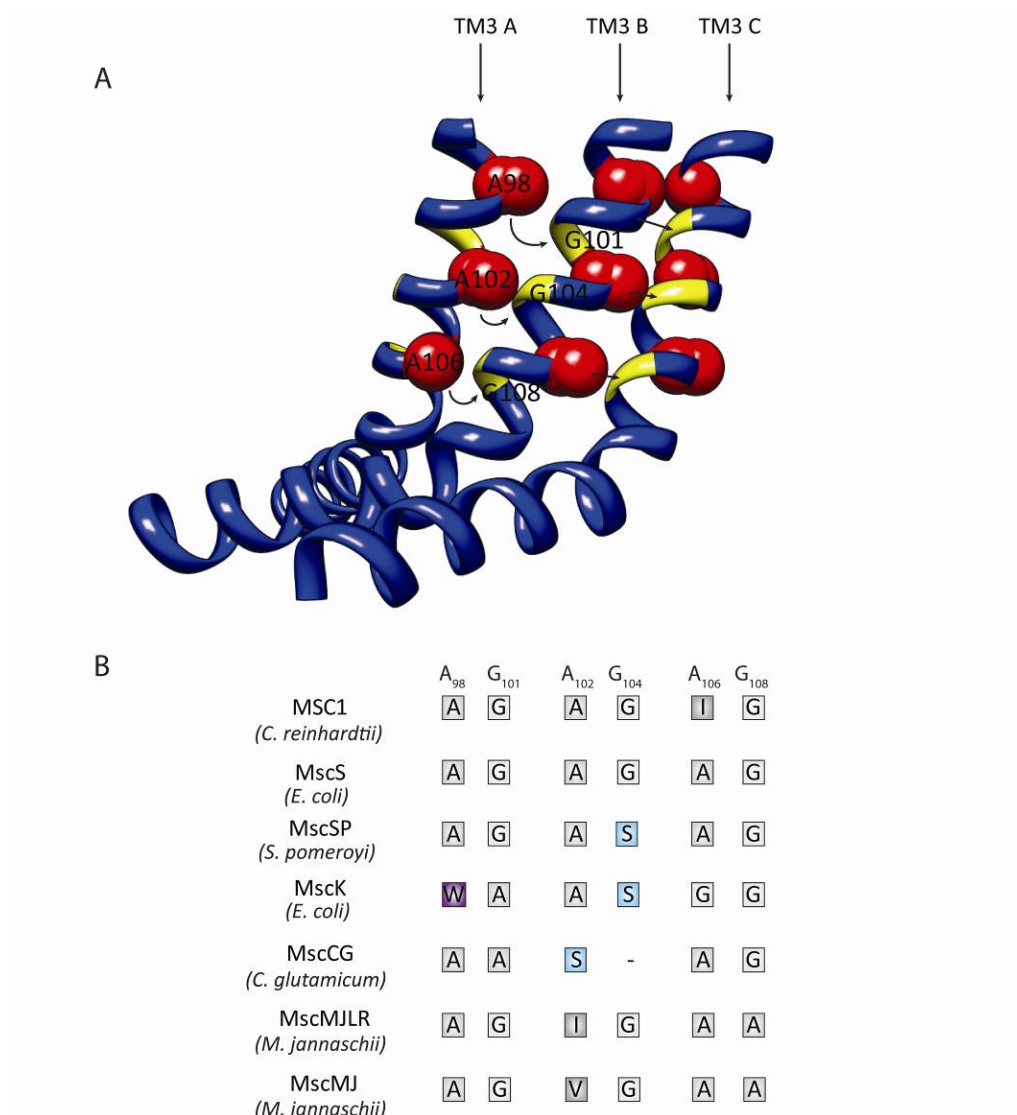 TM3 A TM3 B TM3 C
A
A98
G101
A102
G104
A106
G108
B
A98 G101 A102 G104 A106 G108
MSC1 A G A G I G
(C. reinhardtii)
MscS A G A G A G
(E. coli)
MscSP A G A S A G
(S. pomeroyi)
MscK W A A S G G
(E. coli)
MscCG A A S - A G
(C. glutamicum)
MscMJLR A G I G A A
(M. jannaschii)
MscMJ A G V G A A
(M. jannaschii)